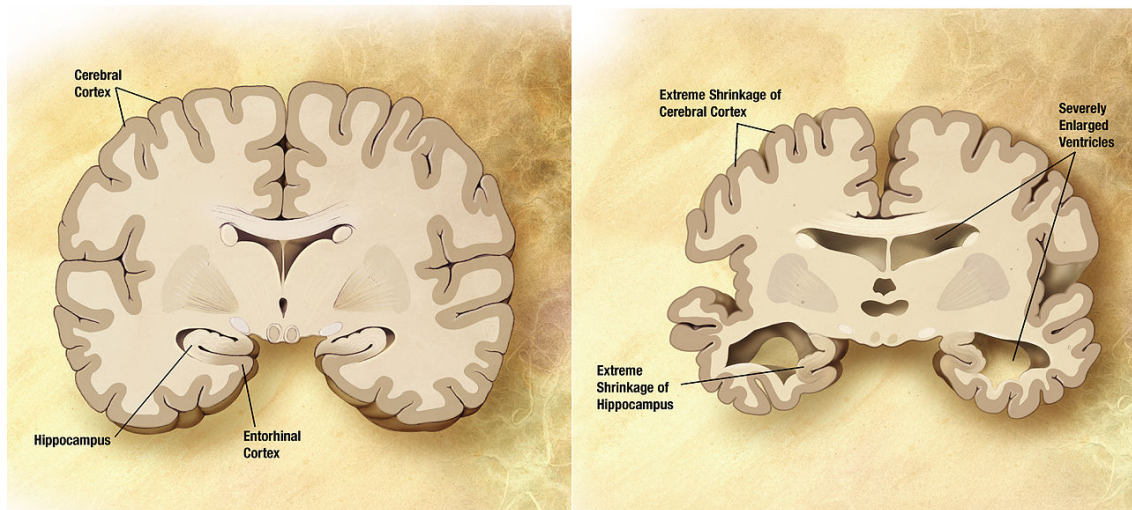 Cerebral
Cortex
Hippocampus
Entorhinal
Cortex
Extreme Shrinkage of
Cerebral Cortex
Severely
Enlarged
Ventricles
Extreme
Shrinkage of
Hippocampus